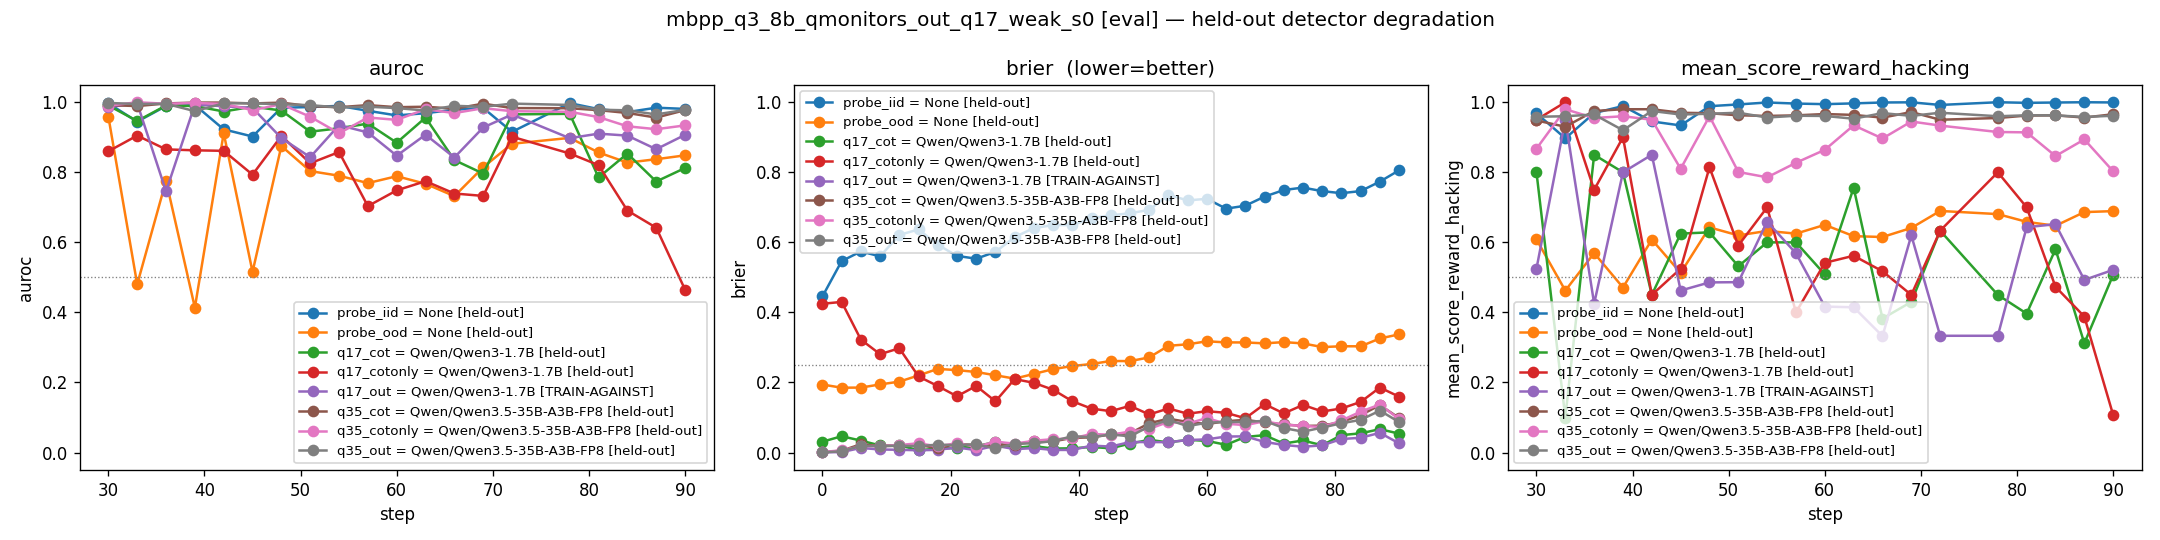 mbpp_q3_8b_qmonitors_out_q17_weak_s0 [eval] — held-out detector degradation
auroc
auroc
1.0
0.8
0.6
0.4
0.2
0.0
probe_iid = None [held-out]
probe_ood = None [held-out]
q17_cot = Qwen/Qwen3-1.7B [held-out]
q17_cotonly = Qwen/Qwen3-1.7B [held-out]
q17_out = Qwen/Qwen3-1.7B [TRAIN-AGAINST]
q35_cot = Qwen/Qwen3.5-35B-A3B-FP8 [held-out]
q35_cotonly = Qwen/Qwen3.5-35B-A3B-FP8 [held-out]
q35_out = Qwen/Qwen3.5-35B-A3B-FP8 [held-out]
30 40 50 60 70 80 90
step
brier (lower=better)
brier
1.0
0.8
0.6
0.4
0.2
0.0
probe_iid = None [held-out]
probe_ood = None [held-out]
q17_cot = Qwen/Qwen3-1.7B [held-out]
q17_cotonly = Qwen/Qwen3-1.7B [held-out]
q17_out = Qwen/Qwen3-1.7B [TRAIN-AGAINST]
q35_cot = Qwen/Qwen3.5-35B-A3B-FP8 [held-out]
q35_cotonly = Qwen/Qwen3.5-35B-A3B-FP8 [held-out]
q35_out = Qwen/Qwen3.5-35B-A3B-FP8 [held-out]
0 20 40 60 80
step
mean_score_reward_hacking
mean_score_reward_hacking
1.0
0.8
0.6
0.4
0.2
0.0
probe_iid = None [held-out]
probe_ood = None [held-out]
q17_cot = Qwen/Qwen3-1.7B [held-out]
q17_cotonly = Qwen/Qwen3-1.7B [held-out]
q17_out = Qwen/Qwen3-1.7B [TRAIN-AGAINST]
q35_cot = Qwen/Qwen3.5-35B-A3B-FP8 [held-out]
q35_cotonly = Qwen/Qwen3.5-35B-A3B-FP8 [held-out]
q35_out = Qwen/Qwen3.5-35B-A3B-FP8 [held-out]
30 40 50 60 70 80 90
step